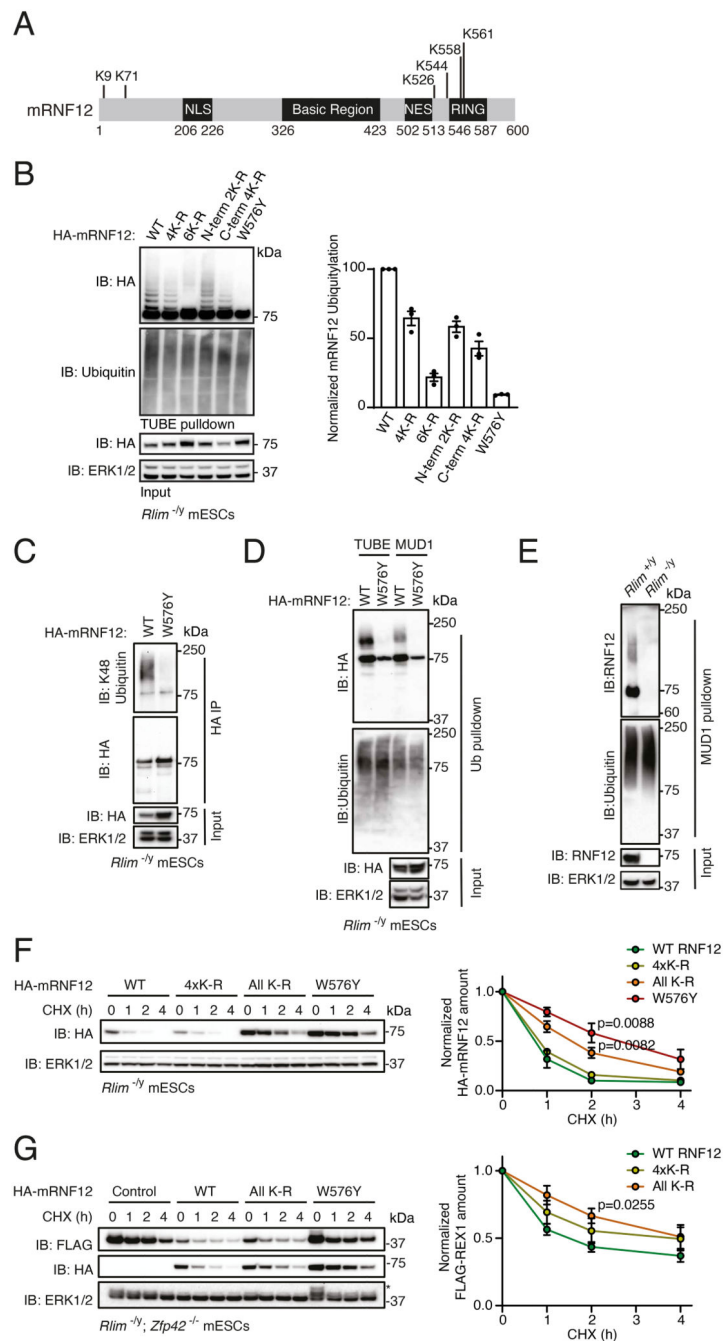 A
K561
K558
K9 K71
K544
K526
mRNF12
NLS
Basic Region
NES
RING
1
206 226
326
423
502 513 546 587
600
B
HA-mRNF12:
WT
4K-R
6K-R
N-term 2K-R
C-term 4K-R
W576Y
kDa
IB: HA
75
IB: Ubiquitin
TUBE pulldown
IB: HA
75
IB: ERK1/2
37
Input
Rlim -/y mESCs
Normalized mRNF12 Ubiquitylation
100
50
0
WT
4K-R
6K-R
N-term 2K-R
C-term 4K-R
W576Y
C
HA-mRNF12:
WT
W576Y
kDa
250
IB: K48
Ubiquitin
75
HA IP
IB: HA
75
IB: HA
75
IB: ERK1/2
37
Input
Rlim -/y mESCs
D
TUBE MUD1
HA-mRNF12:
WT
W576Y
WT
W576Y
kDa
250
IB: HA
75
37
250
IB:Ubiquitin
75
37
Ub pulldown
IB: HA
75
IB: ERK1/2
37
Input
Rlim -/y mESCs
E
Rlim +/y
Rlim -/y
kDa
250
IB:RNF12
75
60
250
IB:Ubiquitin
75
37
MUD1 pulldown
IB: RNF12
75
IB: ERK1/2
37
Input
F
HA-mRNF12 WT 4xK-R All K-R W576Y
CHX (h) 0 1 2 4 0 1 2 4 0 1 2 4 0 1 2 4 kDa
IB: HA
75
IB: ERK1/2
37
Rlim -/y mESCs
WT RNF12
4xK-R
All K-R
W576Y
Normalized
HA-mRNF12 amount
1.0
0.5
0.0
p=0.0088
p=0.0082
0 1 2 3 4
CHX (h)
G
HA-mRNF12 Control WT All K-R W576Y
CHX (h) 0 1 2 4 0 1 2 4 0 1 2 4 0 1 2 4 kDa
IB: FLAG
37
IB: HA
75
IB: ERK1/2
*
37
Rlim -/y; Zfp42 -/- mESCs
WT RNF12
4xK-R
All K-R
Normalized
FLAG-REX1 amount
1.0
0.5
0.0
p=0.0255
0 1 2 3 4
CHX (h)